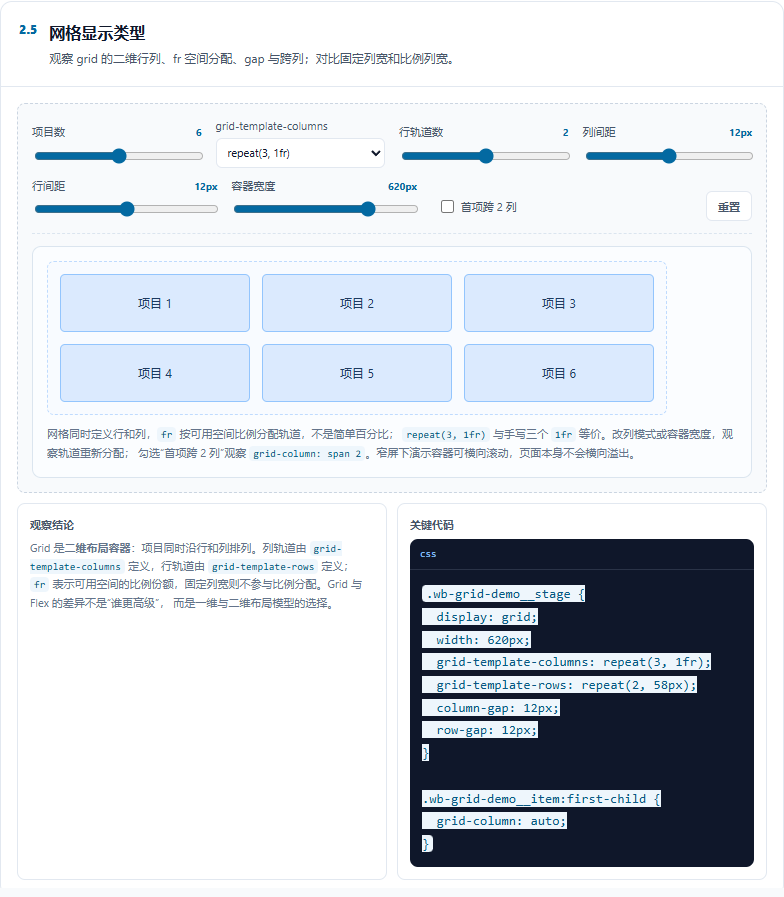 2.5 网格显示类型
观察 grid 的二维行列、fr 空间分配、gap 与跨列；对比固定列宽和比例列宽。
项目数 6
grid-template-columns
repeat(3, 1fr)
行轨道数 2
列间距 12px
行间距 12px
容器宽度 620px
首项跨 2 列
重置
项目 1
项目 2
项目 3
项目 4
项目 5
项目 6
网格同时定义行和列， fr 按可用空间比例分配轨道，不是简单百分比； repeat(3, 1fr) 与手写三个 1fr 等价。改列模式或容器宽度，观
察轨道重新分配； 勾选“首项跨 2 列”观察 grid-column: span 2 。窄屏下演示容器可横向滚动，页面本身不会横向溢出。
观察结论
Grid 是二维布局容器：项目同时沿行和列排列。列轨道由 grid-
template-columns 定义，行轨道由 grid-template-rows 定义；
fr 表示可用空间的比例份额，固定列宽则不参与比例分配。Grid 与
Flex 的差异不是“谁更高级”， 而是一维与二维布局模型的选择。
关键代码
css
.wb-grid-demo__stage {
  display: grid;
  width: 620px;
  grid-template-columns: repeat(3, 1fr);
  grid-template-rows: repeat(2, 58px);
  column-gap: 12px;
  row-gap: 12px;
}
.wb-grid-demo__item:first-child {
  grid-column: auto;
}